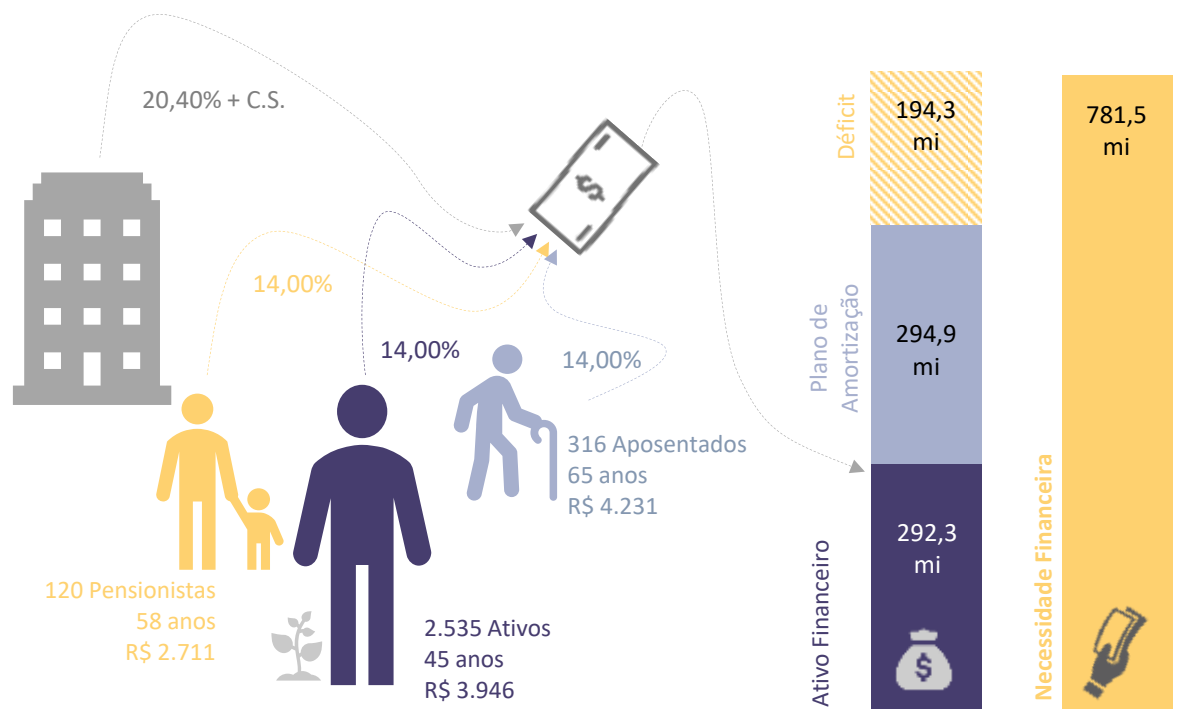 20,40% + C.S.
14,00%
14,00%
14,00%
$
316 Aposentados
65 anos
R$ 4.231
120 Pensionistas
58 anos
R$ 2.711
2.535 Ativos
45 anos
R$ 3.946
Déficit
194,3
mi
Plano de
Amortização
294,9
mi
Ativo Financeiro
292,3
mi
$
Necessidade Financeira
781,5
mi